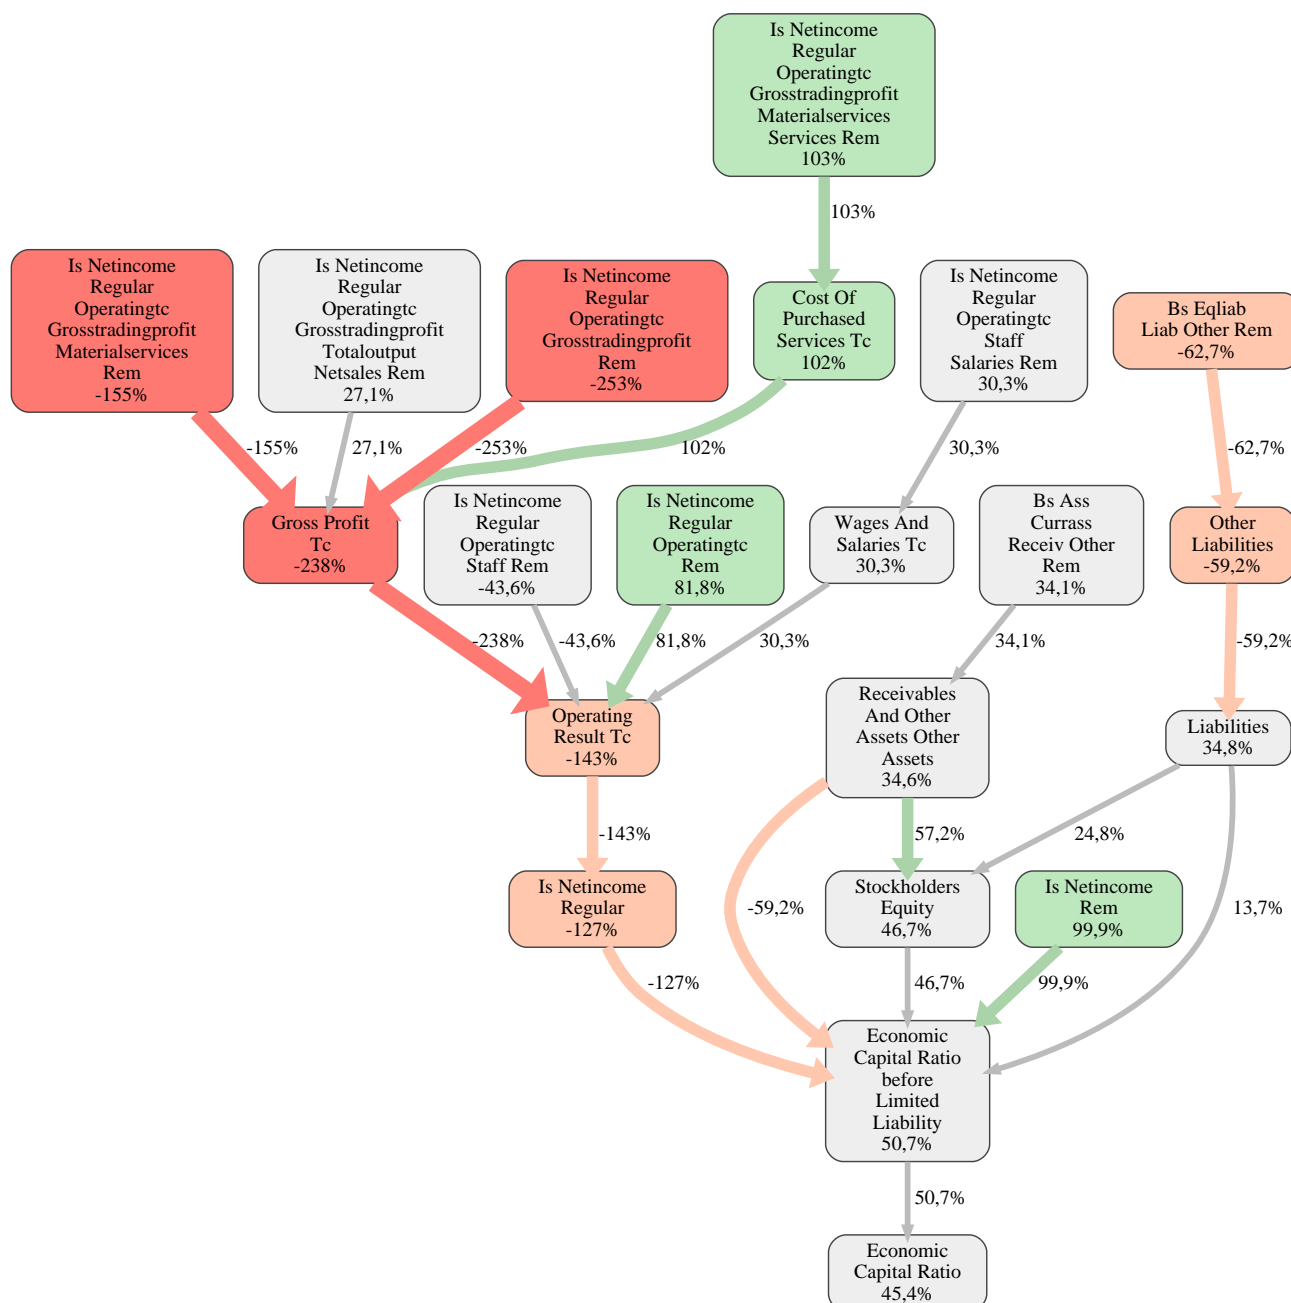 Is Netincome
Regular
Operatingtc
Grosstradingprofit
Materialservices
Services Rem
103%
103%
Is Netincome
Regular
Operatingtc
Grosstradingprofit
Materialservices
Rem
-155%
Is Netincome
Regular
Operatingtc
Grosstradingprofit
Totaloutput
Netsales Rem
27,1%
Is Netincome
Regular
Operatingtc
Grosstradingprofit
Rem
-253%
Cost Of
Purchased
Services Tc
102%
Is Netincome
Regular
Operatingtc
Staff
Salaries Rem
30,3%
Bs Eqliab
Liab Other Rem
-62,7%
-155%
27,1%
-253%
102%
30,3%
-62,7%
Gross Profit
Tc
-238%
Is Netincome
Regular
Operatingtc
Staff Rem
-43,6%
Is Netincome
Regular
Operatingtc
Rem
81,8%
Wages And
Salaries Tc
30,3%
Bs Ass
Currass
Receiv Other
Rem
34,1%
Other
Liabilities
-59,2%
-238%
-43,6%
81,8%
30,3%
34,1%
-59,2%
Operating
Result Tc
-143%
Receivables
And Other
Assets Other
Assets
34,6%
Liabilities
34,8%
-143%
57,2%
24,8%
Is Netincome
Regular
-127%
-59,2%
Stockholders
Equity
46,7%
Is Netincome
Rem
99,9%
13,7%
-127%
46,7%
99,9%
Economic
Capital Ratio
before
Limited
Liability
50,7%
50,7%
Economic
Capital Ratio
45,4%